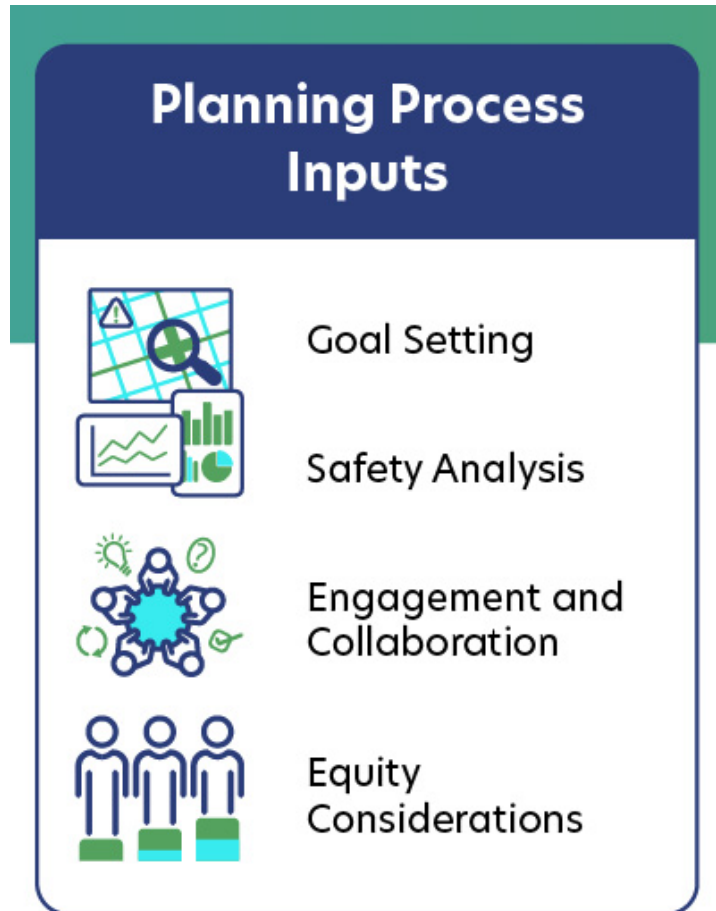 Planning Process
Inputs
Goal Setting
Safety Analysis
Engagement and
Collaboration
Equity
Considerations